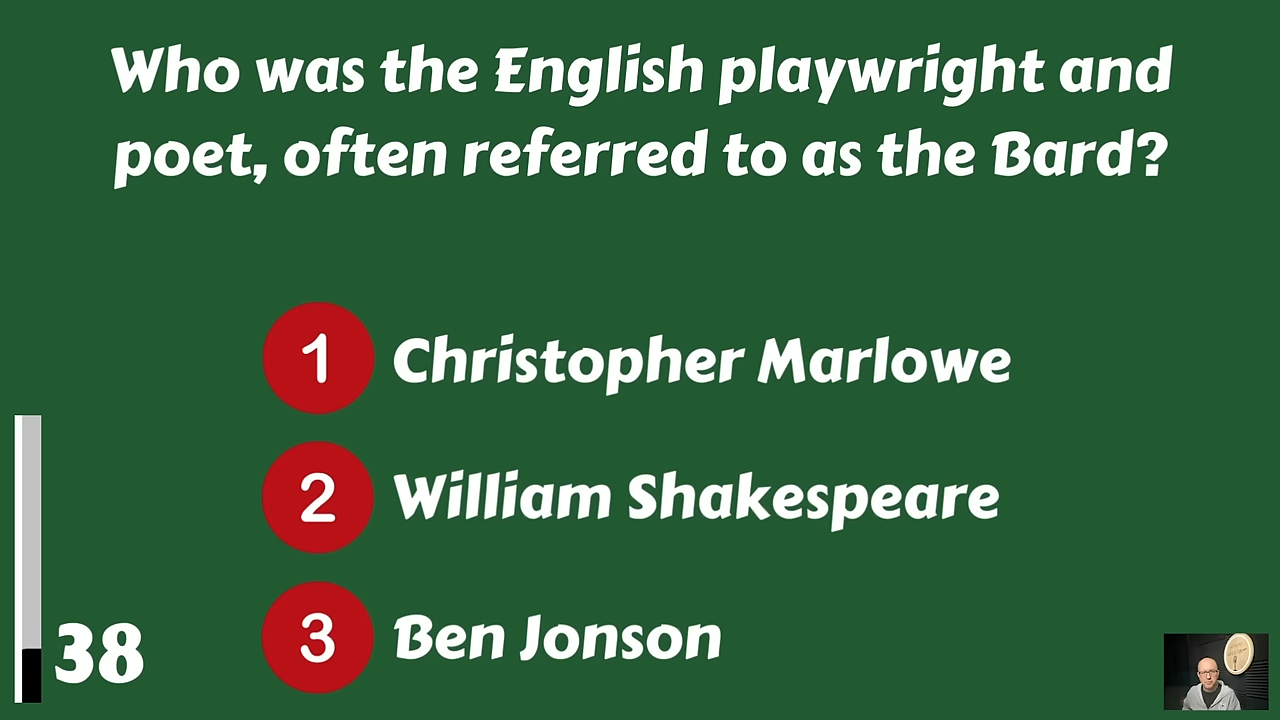 Who was the English playwright and
poet, often referred to as the Bard?
1 Christopher Marlowe
2 William Shakespeare
3 Ben Jonson
38